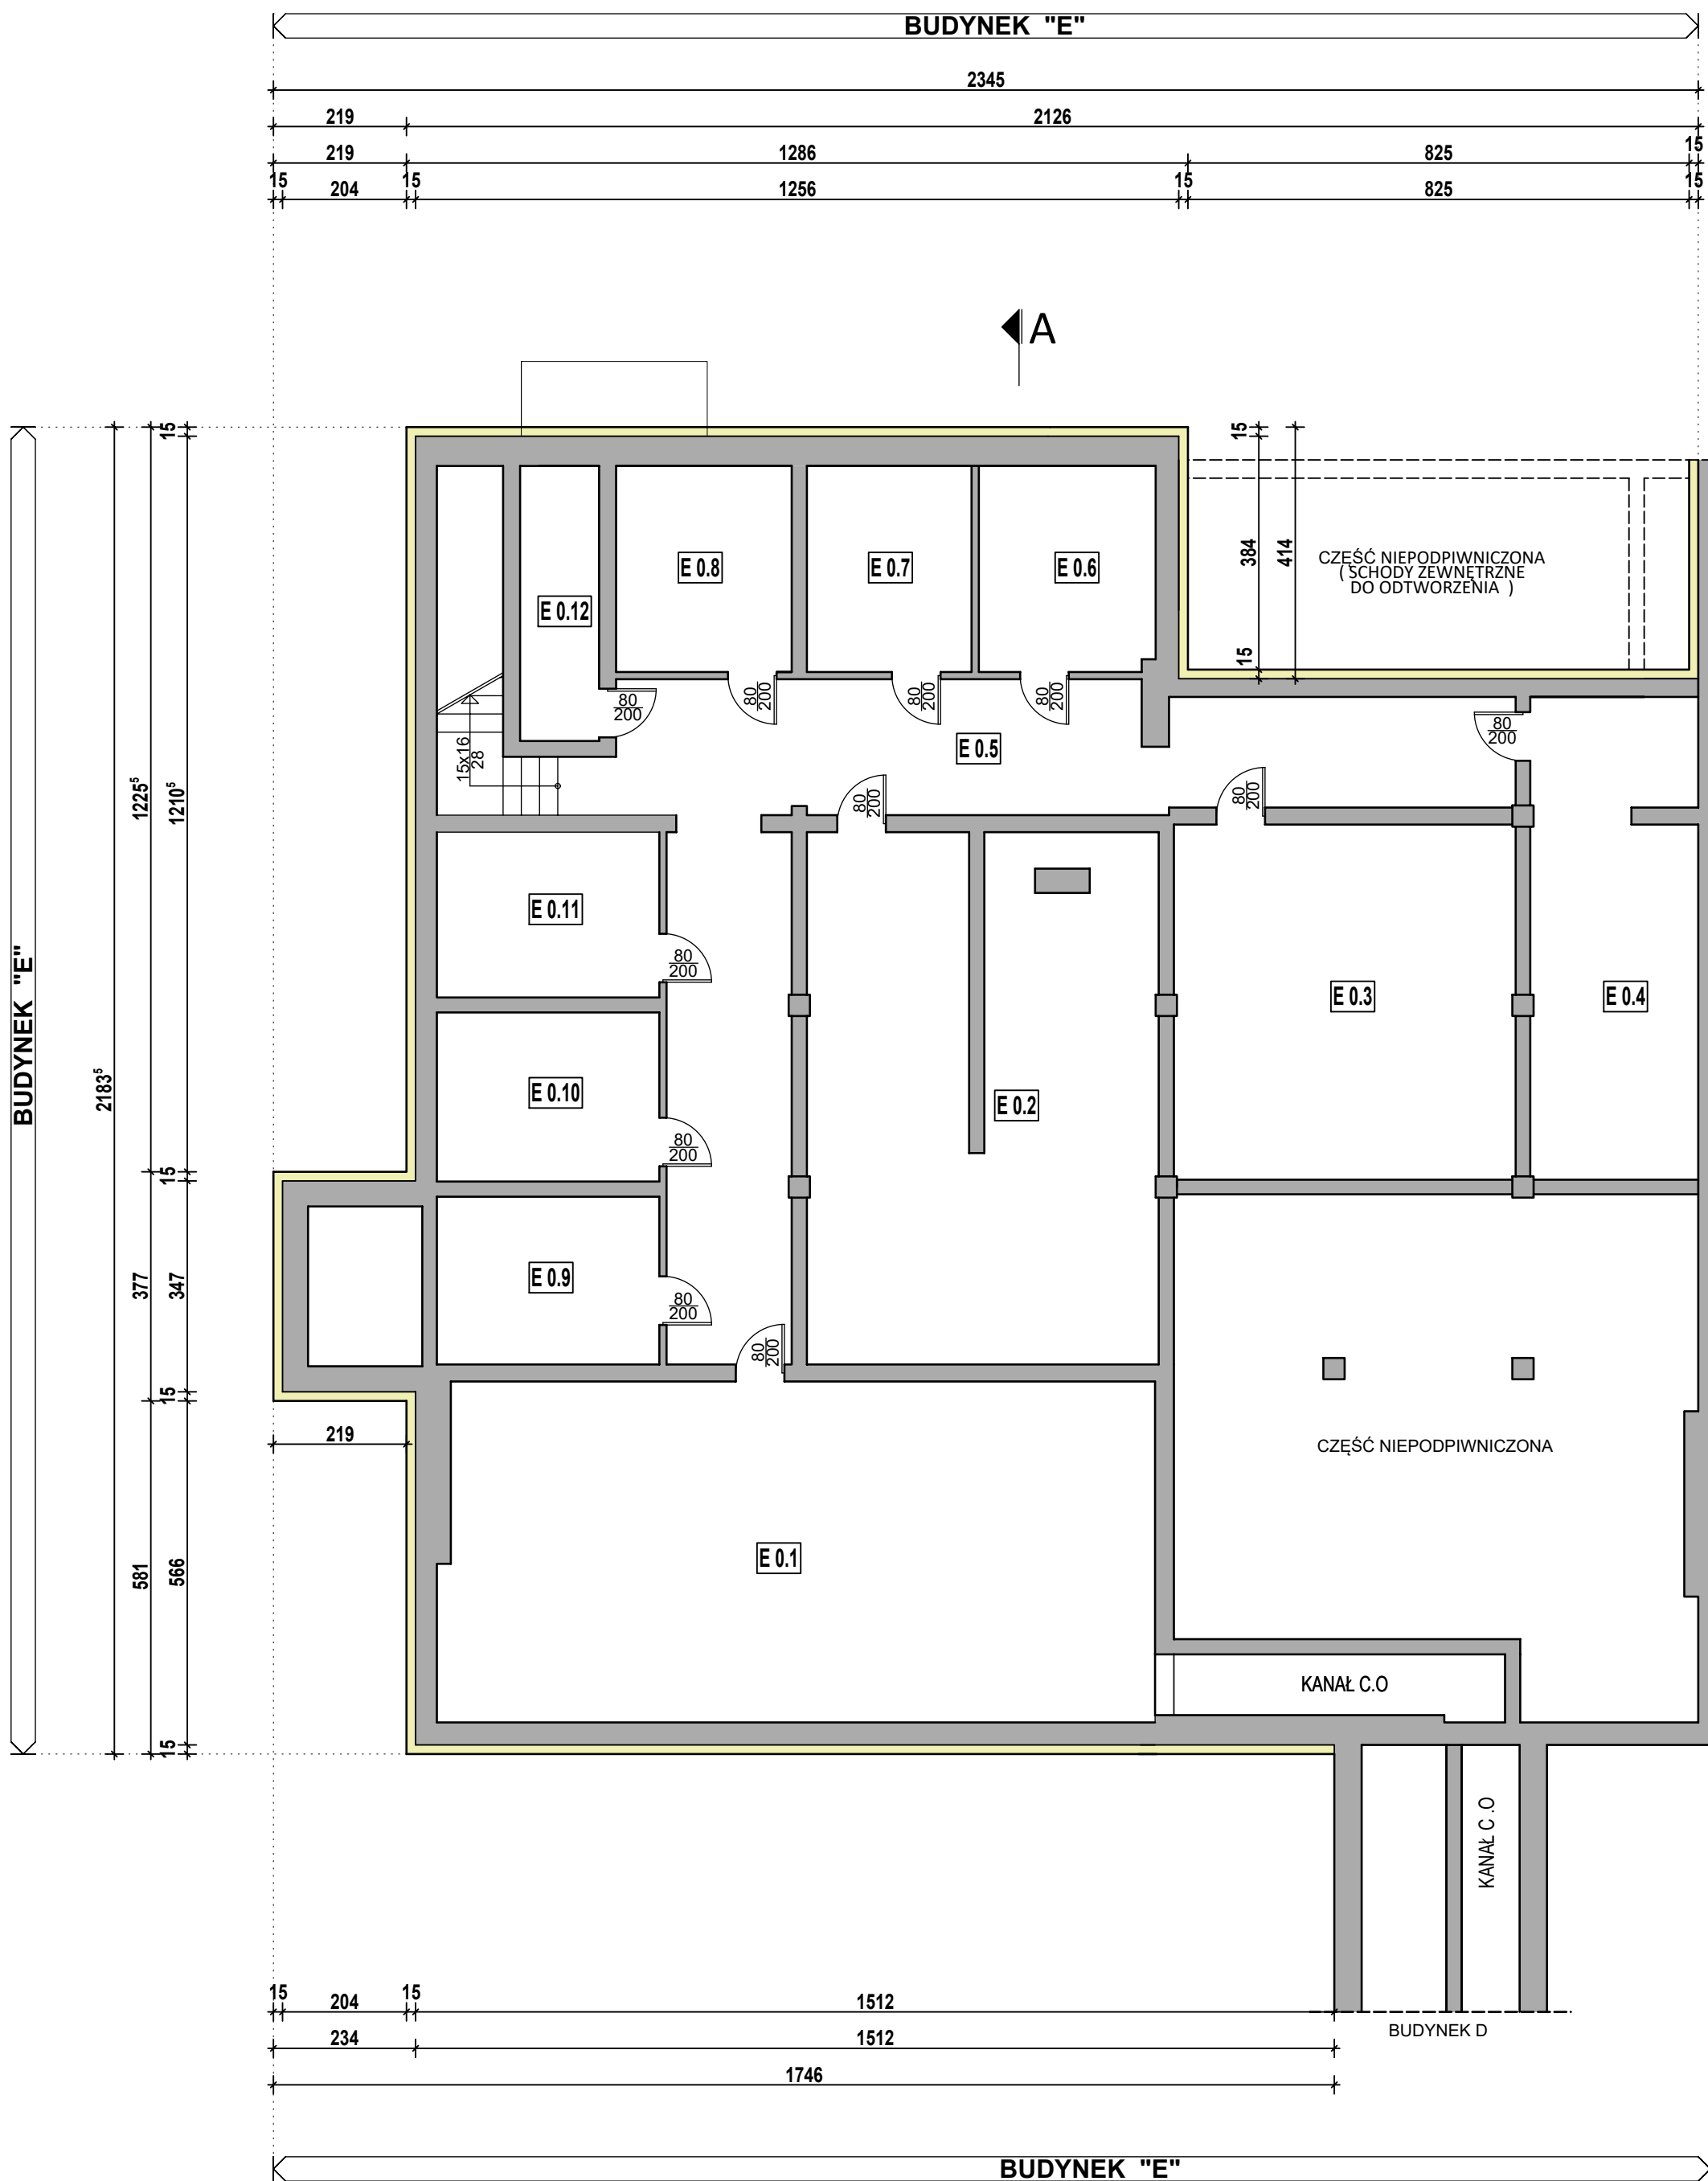 BUDYNEK "E"
2345
219 2126
219 1286 825 15
15 204 15 1256 15 825 15
A
15
15
384
414
CZĘŚĆ NIEPODPIWNICZONA
( SCHODY ZEWNĘTRZNE
DO ODTWORZENIA )
15
E 0.8
E 0.7
E 0.6
E 0.12
80
200
80
200
80
200
80
200
E 0.5
80
200
15x16
28
80
200
80
200
1225⁵
1210⁵
E 0.11
80
200
BUDYNEK "E"
2183⁵
E 0.3
E 0.4
E 0.10
E 0.2
80
200
15
377
347
E 0.9
80
200
80
200
15
219
CZĘŚĆ NIEPODPIWNICZONA
E 0.1
581
566
KANAŁ C.O
15
KANAŁ C .O
15 204 15 1512
BUDYNEK D
234 1512
1746
BUDYNEK "E"